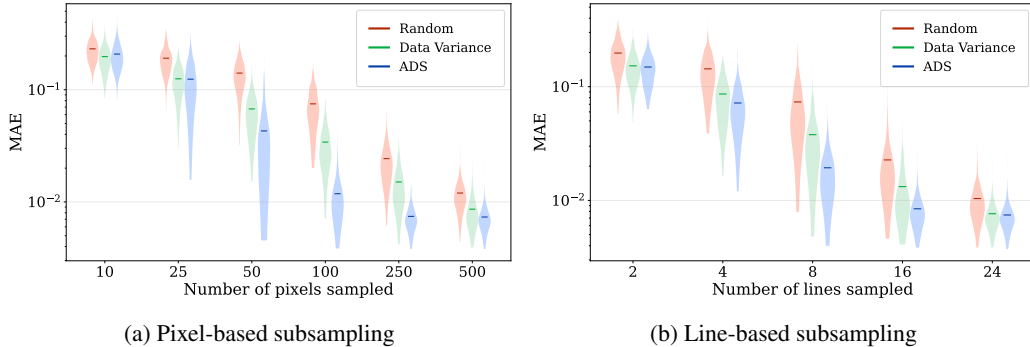 Random
Data Variance
ADS
10⁻¹
10⁻²
MAE
10
25
50
100
250
500
Number of pixels sampled
(a) Pixel-based subsampling
Random
Data Variance
ADS
10⁻¹
10⁻²
MAE
2
4
8
16
24
Number of lines sampled
(b) Line-based subsampling